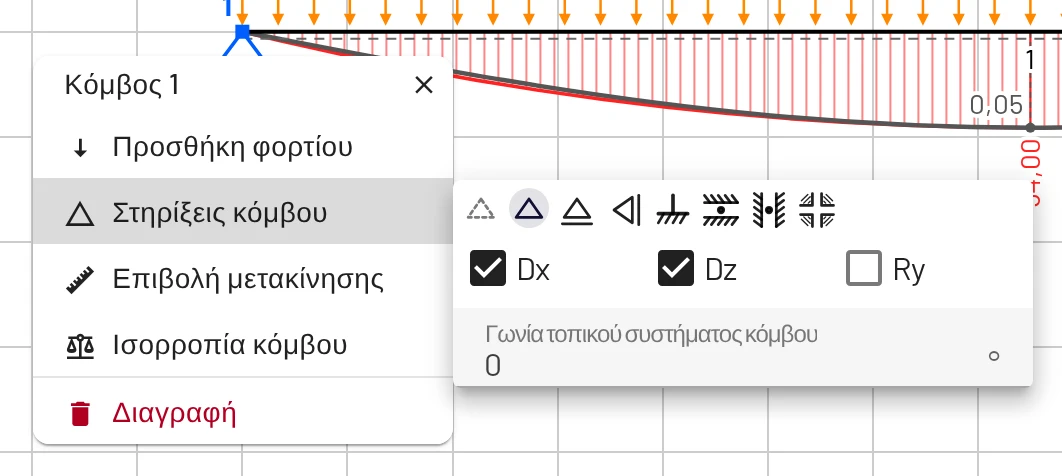 1
1
0,05
Κόμβος 1
Προσθήκη φορτίου
Στηρίξεις κόμβου
Dx
Dz
Ry
Επιβολή μετακίνησης
Γωνία τοπικού συστήματος κόμβου
0
°
Ισορροπία κόμβου
Διαγραφή